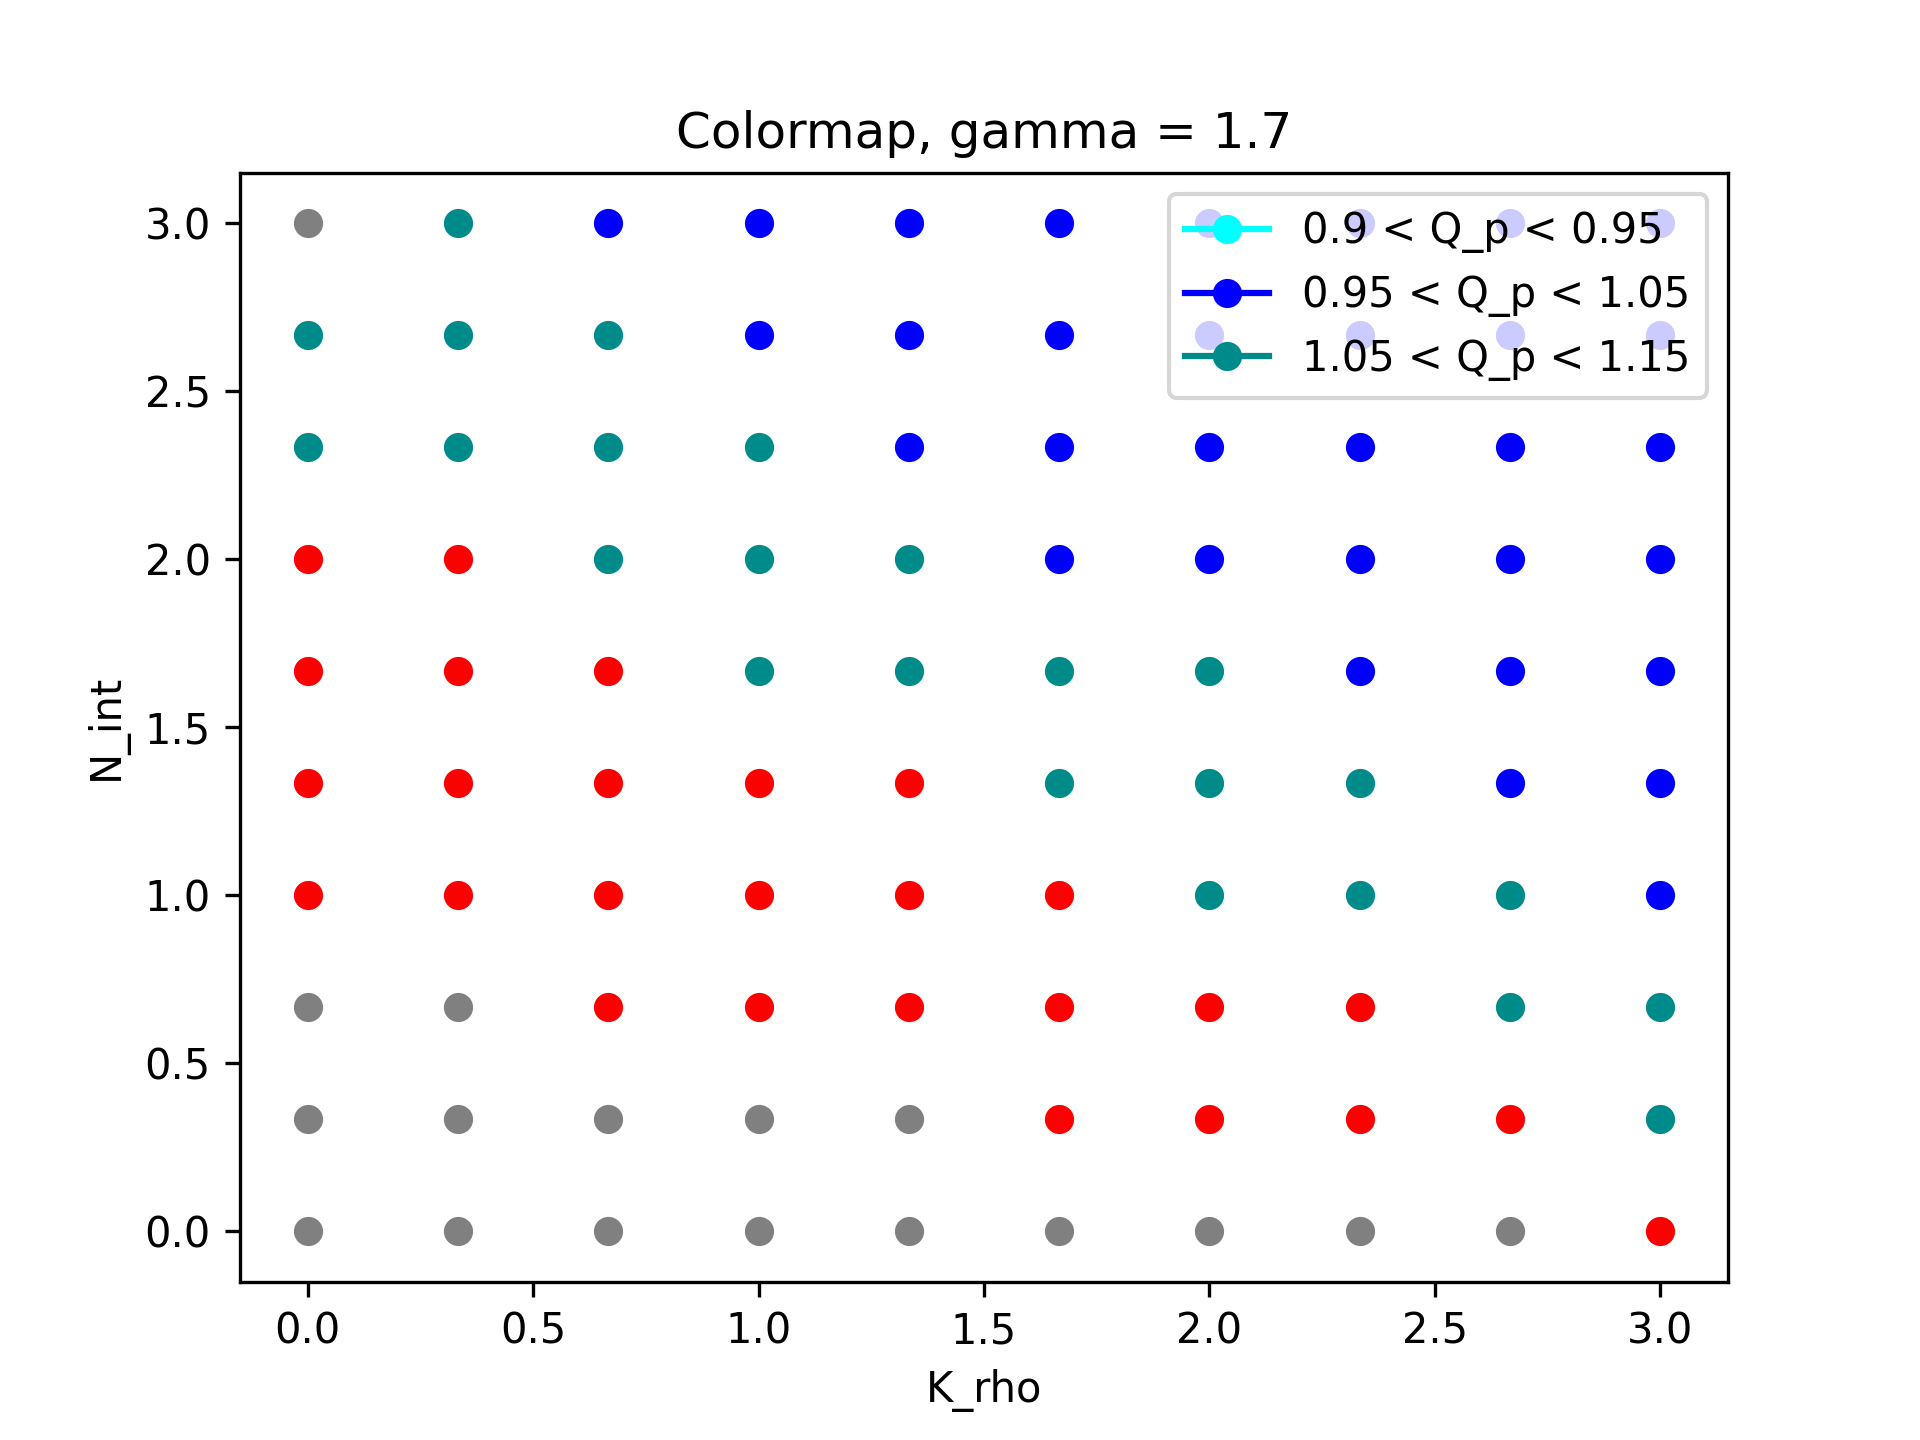 Colormap, gamma = 1.7
0.9 < Q_p < 0.95
0.95 < Q_p < 1.05
1.05 < Q_p < 1.15
3.0
2.5
2.0
1.5
1.0
0.5
0.0
N_int
0.0 0.5 1.0 1.5 2.0 2.5 3.0
K_rho